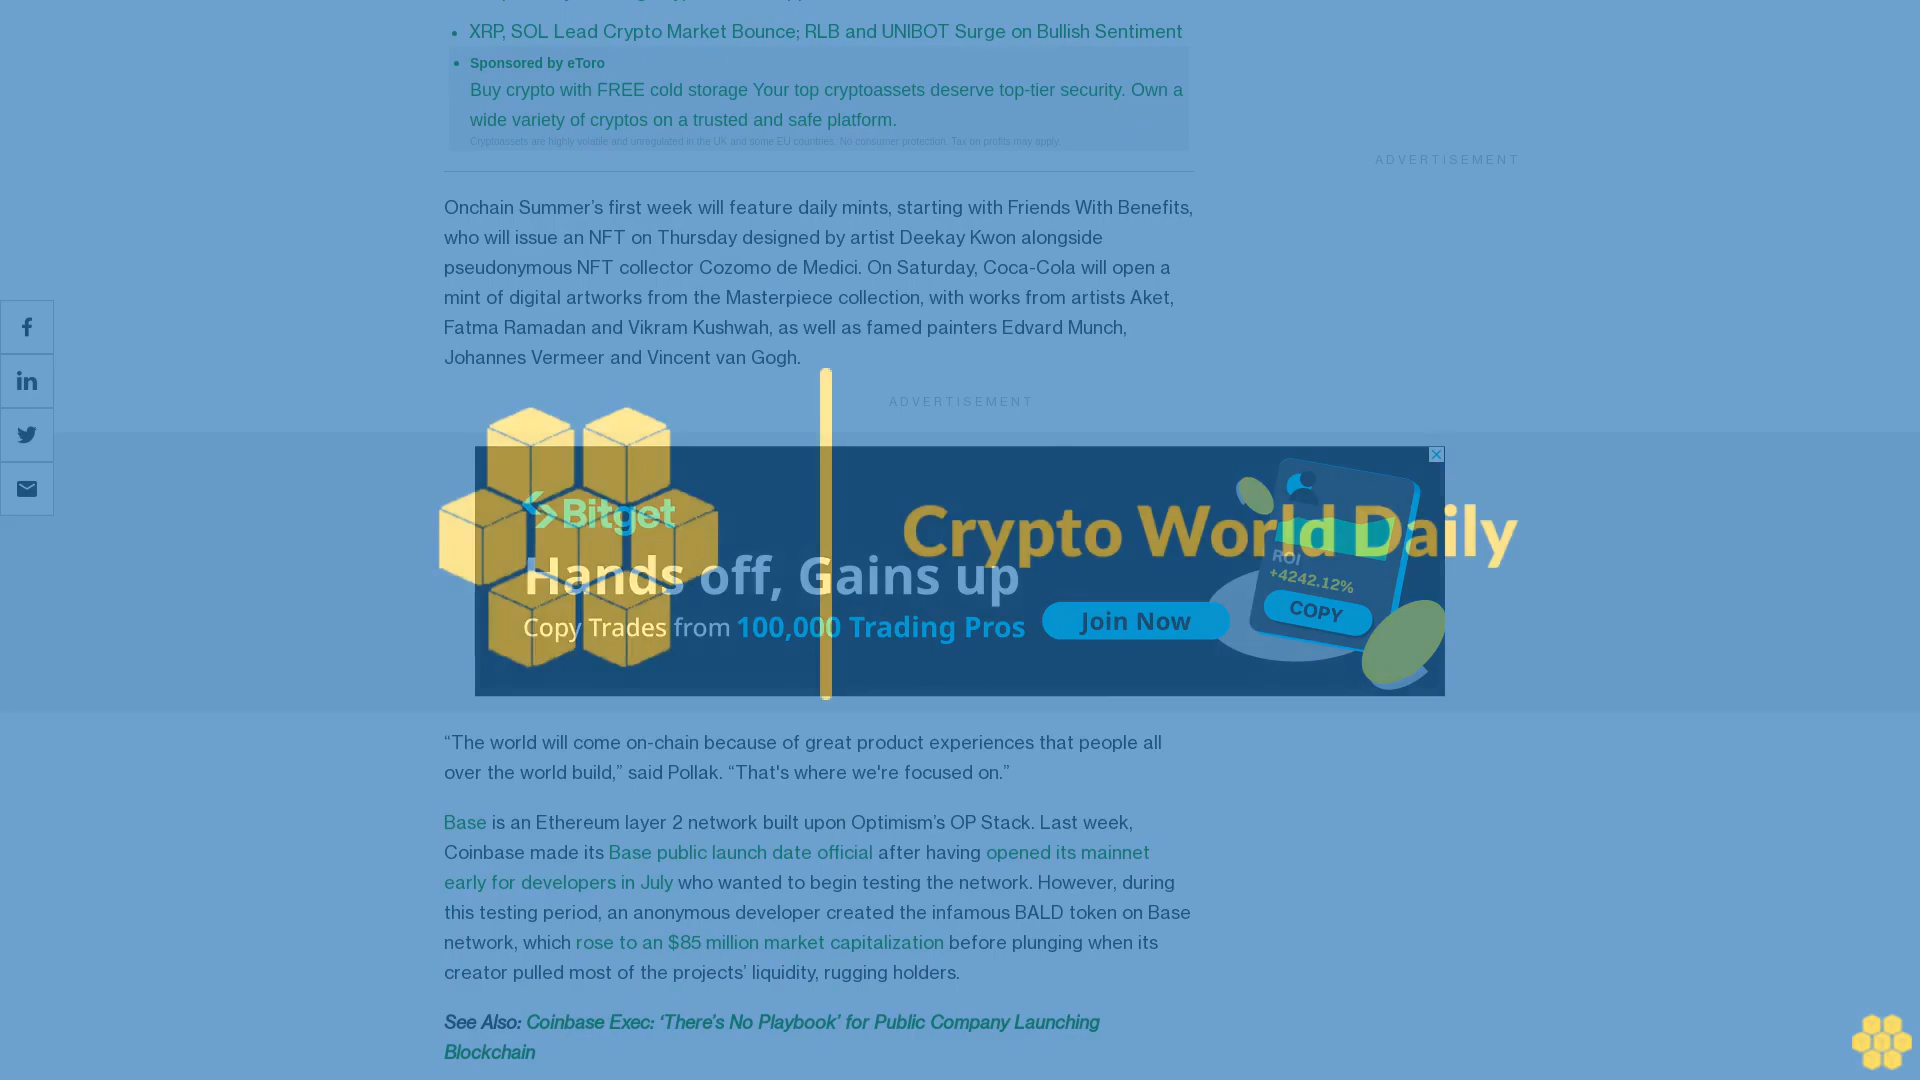 XRP, SOL Lead Crypto Market Bounce; RLB and UNIBOT Surge on Bullish Sentiment
Sponsored by eToro
Buy crypto with FREE cold storage Your top cryptoassets deserve top-tier security. Own a
wide variety of cryptos on a trusted and safe platform.
Cryptoassets are highly volatile and unregulated in the UK and some EU countries. No consumer protection. Tax on profits may apply.
ADVERTISEMENT
Onchain Summer’s first week will feature daily mints, starting with Friends With Benefits,
who will issue an NFT on Thursday designed by artist Deekay Kwon alongside
pseudonymous NFT collector Cozomo de Medici. On Saturday, Coca-Cola will open a
mint of digital artworks from the Masterpiece collection, with works from artists Aket,
Fatma Ramadan and Vikram Kushwah, as well as famed painters Edvard Munch,
Johannes Vermeer and Vincent van Gogh.
ADVERTISEMENT
Bitget
Crypto World Daily
Hands off, Gains up
Copy Trades from 100,000 Trading Pros
Join Now
ROI
+4242.12%
COPY
“The world will come on-chain because of great product experiences that people all
over the world build,” said Pollak. “That's where we're focused on.”
Base is an Ethereum layer 2 network built upon Optimism’s OP Stack. Last week,
Coinbase made its Base public launch date official after having opened its mainnet
early for developers in July who wanted to begin testing the network. However, during
this testing period, an anonymous developer created the infamous BALD token on Base
network, which rose to an $85 million market capitalization before plunging when its
creator pulled most of the projects’ liquidity, rugging holders.
See Also: Coinbase Exec: ‘There’s No Playbook’ for Public Company Launching
Blockchain